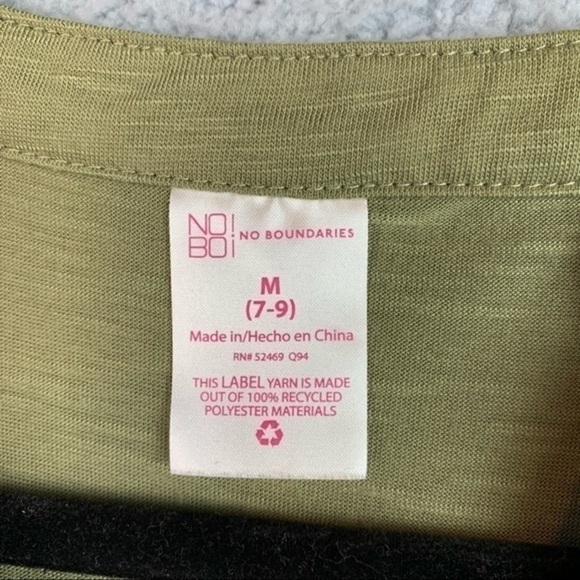 NO!
BO!
NO BOUNDARIES
M
(7-9)
Made in/Hecho en China
RN# 52469 Q94
THIS LABEL YARN IS MADE
OUT OF 100% RECYCLED
POLYESTER MATERIALS